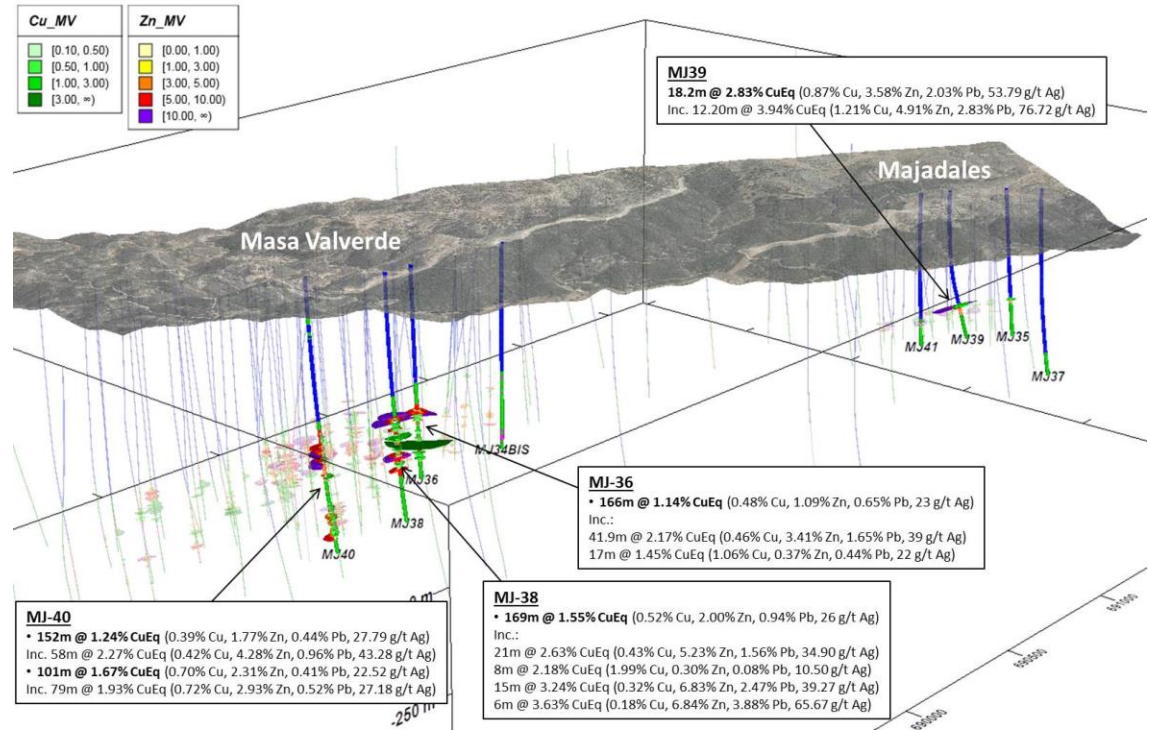 Cu_MV
[0.10, 0.50)
[0.50, 1.00)
[1.00, 3.00)
[3.00, ∞)
Zn_MV
[0.00, 1.00)
[1.00, 3.00)
[3.00, 5.00)
[5.00, 10.00)
[10.00, ∞)
MJ39
18.2m @ 2.83% CuEq (0.87% Cu, 3.58% Zn, 2.03% Pb, 53.79 g/t Ag)
Inc. 12.20m @ 3.94% CuEq (1.21% Cu, 4.91% Zn, 2.83% Pb, 76.72 g/t Ag)
Majadales
Masa Valverde
MJ41
MJ39
MJ35
MJ37
MJ34BIS
MJ36
MJ38
MJ40
MJ-36
• 166m @ 1.14% CuEq (0.48% Cu, 1.09% Zn, 0.65% Pb, 23 g/t Ag)
Inc.:
41.9m @ 2.17% CuEq (0.46% Cu, 3.41% Zn, 1.65% Pb, 39 g/t Ag)
17m @ 1.45% CuEq (1.06% Cu, 0.37% Zn, 0.44% Pb, 22 g/t Ag)
MJ-38
• 169m @ 1.55% CuEq (0.52% Cu, 2.00% Zn, 0.94% Pb, 26 g/t Ag)
Inc.:
21m @ 2.63% CuEq (0.43% Cu, 5.23% Zn, 1.56% Pb, 34.90 g/t Ag)
8m @ 2.18% CuEq (1.99% Cu, 0.30% Zn, 0.08% Pb, 10.50 g/t Ag)
15m @ 3.24% CuEq (0.32% Cu, 6.83% Zn, 2.47% Pb, 39.27 g/t Ag)
6m @ 3.63% CuEq (0.18% Cu, 6.84% Zn, 3.88% Pb, 65.67 g/t Ag)
MJ-40
• 152m @ 1.24% CuEq (0.39% Cu, 1.77% Zn, 0.44% Pb, 27.79 g/t Ag)
Inc. 58m @ 2.27% CuEq (0.42% Cu, 4.28% Zn, 0.96% Pb, 43.28 g/t Ag)
• 101m @ 1.67% CuEq (0.70% Cu, 2.31% Zn, 0.41% Pb, 22.52 g/t Ag)
Inc. 79m @ 1.93% CuEq (0.72% Cu, 2.93% Zn, 0.52% Pb, 27.18 g/t Ag)
-250 m
690000
690500
691000